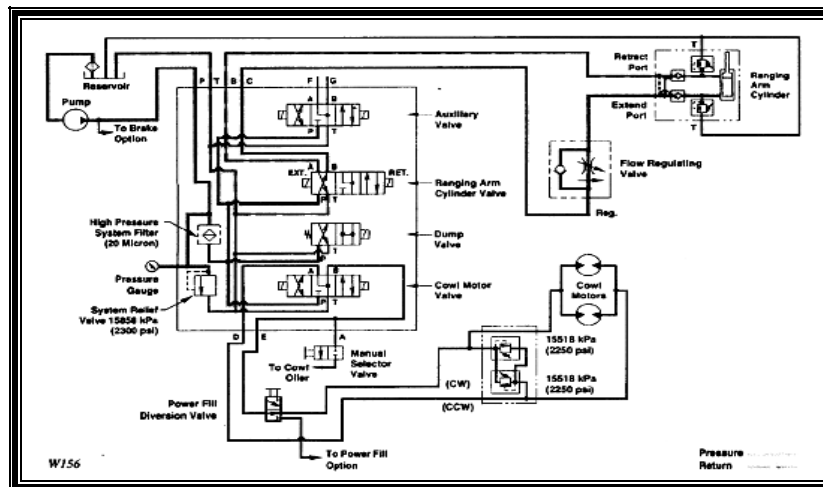 Reservoir
Pump
To Brake
Option
P T B C
F G
A B
P T
Auxiliary
Valve
EXT.
A B
RET.
P T
Ranging Arm
Cylinder Valve
High Pressure
System Filter
(20 Micron)
Dump
Valve
P T
Pressure
Gauge
A B
P T
Cowl Motor
Valve
System Relief
Valve 15858 kPa
(2300 psi)
D E A
To Cowl
Oiler
Manual
Selector
Valve
Power Fill
Diversion Valve
To Power Fill
Option
T
Retract
Port
Extend
Port
T
Ranging
Arm
Cylinder
Flow Regulating
Valve
Reg.
Cowl
Motors
15518 kPa
(2250 psi)
15518 kPa
(2250 psi)
(CW)
(CCW)
W156
Pressure
Return